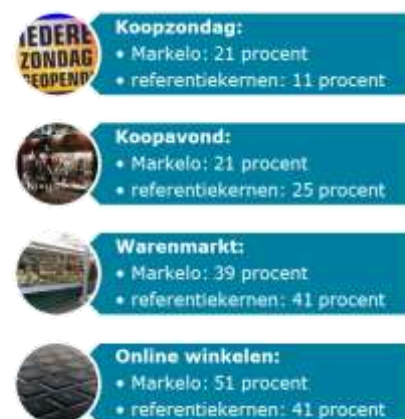 IEDERE
ZONDAG
GEOPEND
Koopzondag:
• Markelo: 21 procent
• referentiekernen: 11 procent
Koopavond:
• Markelo: 21 procent
• referentiekernen: 25 procent
Warenmarkt:
• Markelo: 39 procent
• referentiekernen: 41 procent
Online winkelen:
• Markelo: 51 procent
• referentiekernen: 41 procent